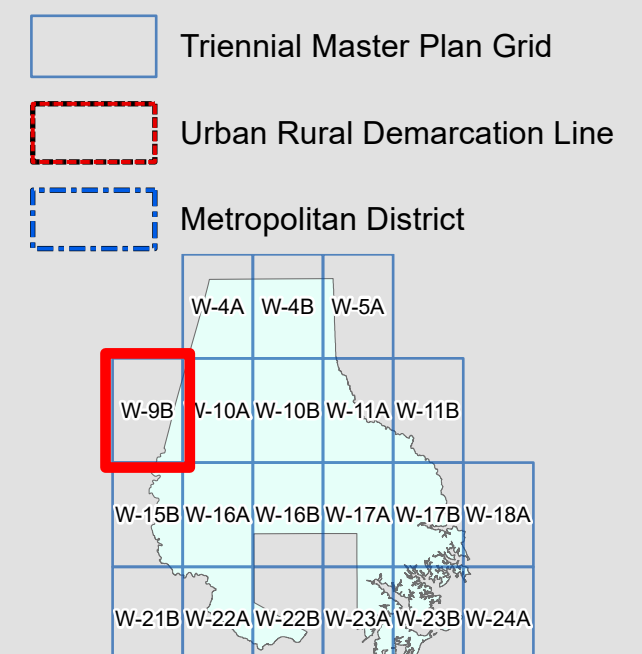 Triennial Master Plan Grid
Urban Rural Demarcation Line
Metropolitan District
W-4A W-4B W-5A
W-9B W-10A W-10B W-11A W-11B
W-15B W-16A W-16B W-17A W-17B W-18A
W-21B W-22A W-22B W-23A W-23B W-24A